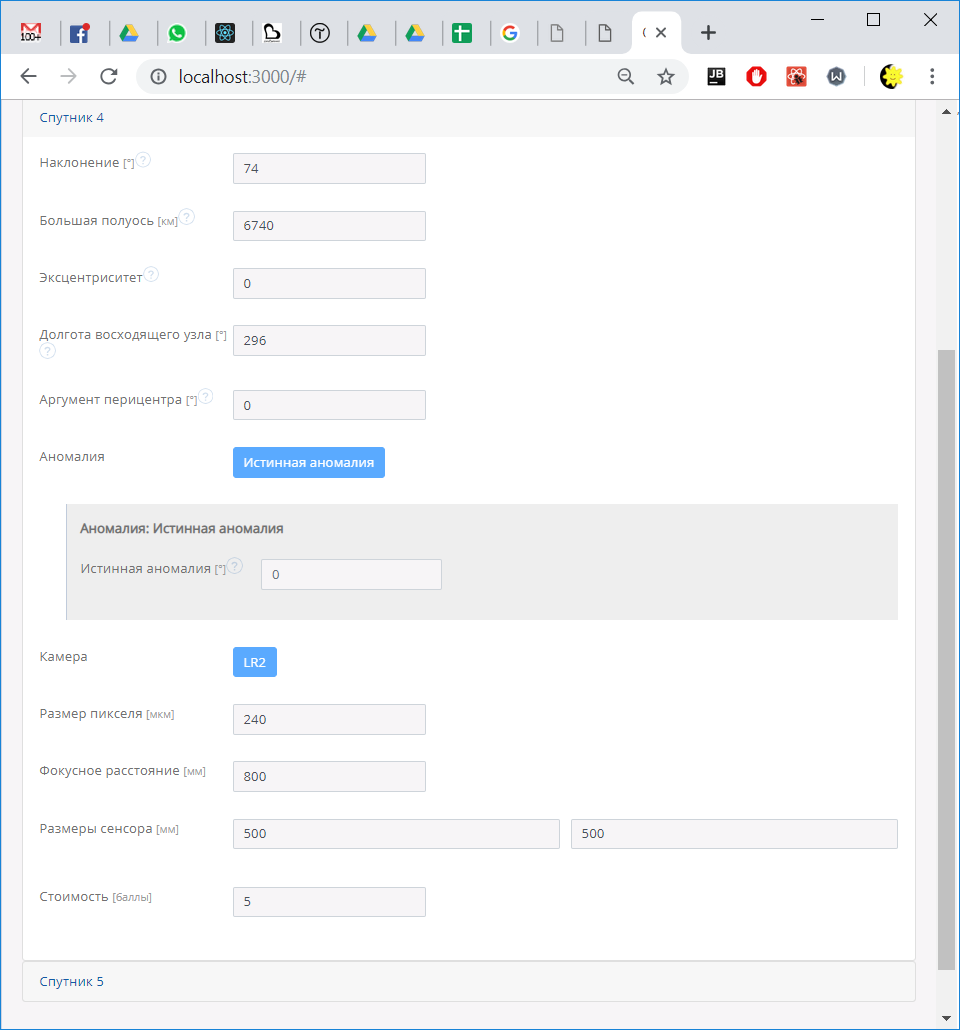 100+
localhost:3000/#
Спутник 4
Наклонение [°] ?
74
Большая полуось [км] ?
6740
Эксцентриситет ?
0
Долгота восходящего узла [°]
?
296
Аргумент перицентра [°] ?
0
Аномалия
Истинная аномалия
Аномалия: Истинная аномалия
Истинная аномалия [°] ?
0
Камера
LR2
Размер пикселя [мкм]
240
Фокусное расстояние [мм]
800
Размеры сенсора [мм]
500 500
Стоимость [баллы]
5
Спутник 5